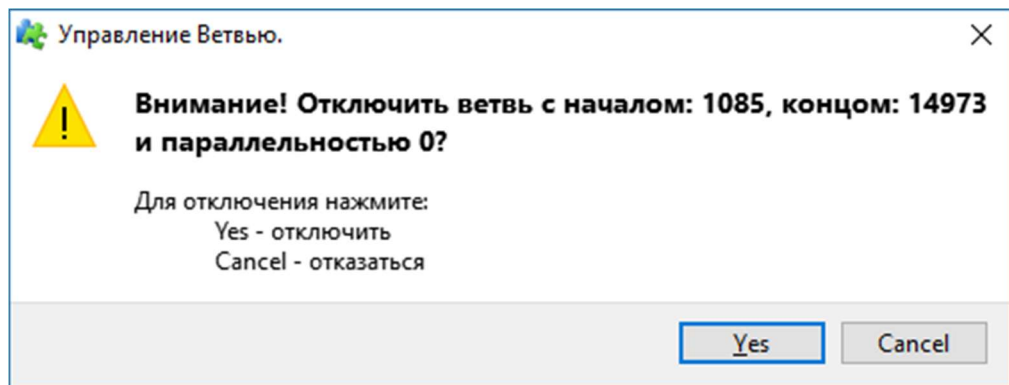 Управление Ветвью.
Внимание! Отключить ветвь с началом: 1085, концом: 14973
и параллельностью 0?
Для отключения нажмите:
Yes - отключить
Cancel - отказаться
Yes
Cancel